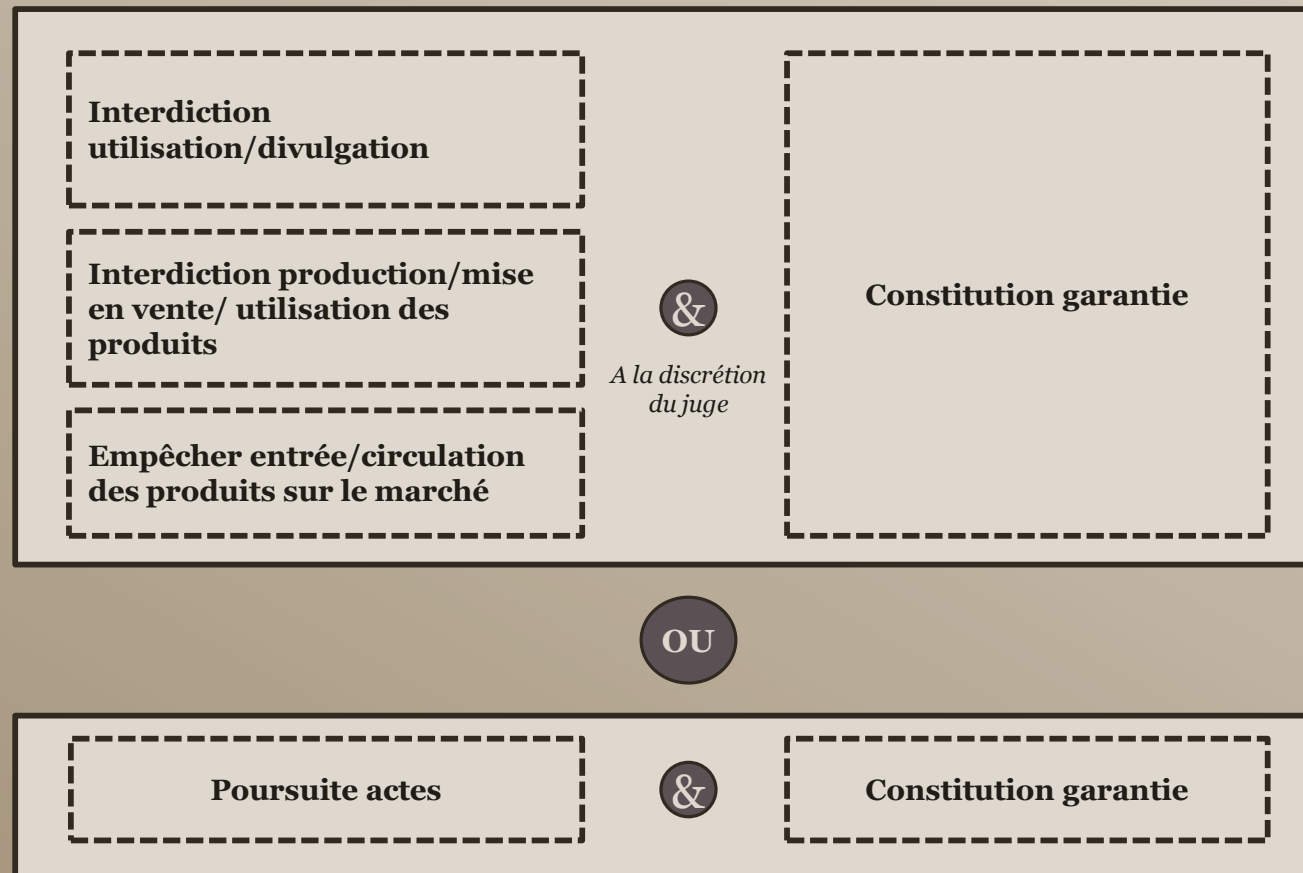 Interdiction
utilisation/divulgation
Interdiction production/mise
en vente/ utilisation des
produits
Empêcher entrée/circulation
des produits sur le marché
&
A la discrétion
du juge
Constitution garantie
OU
Poursuite actes
&
Constitution garantie